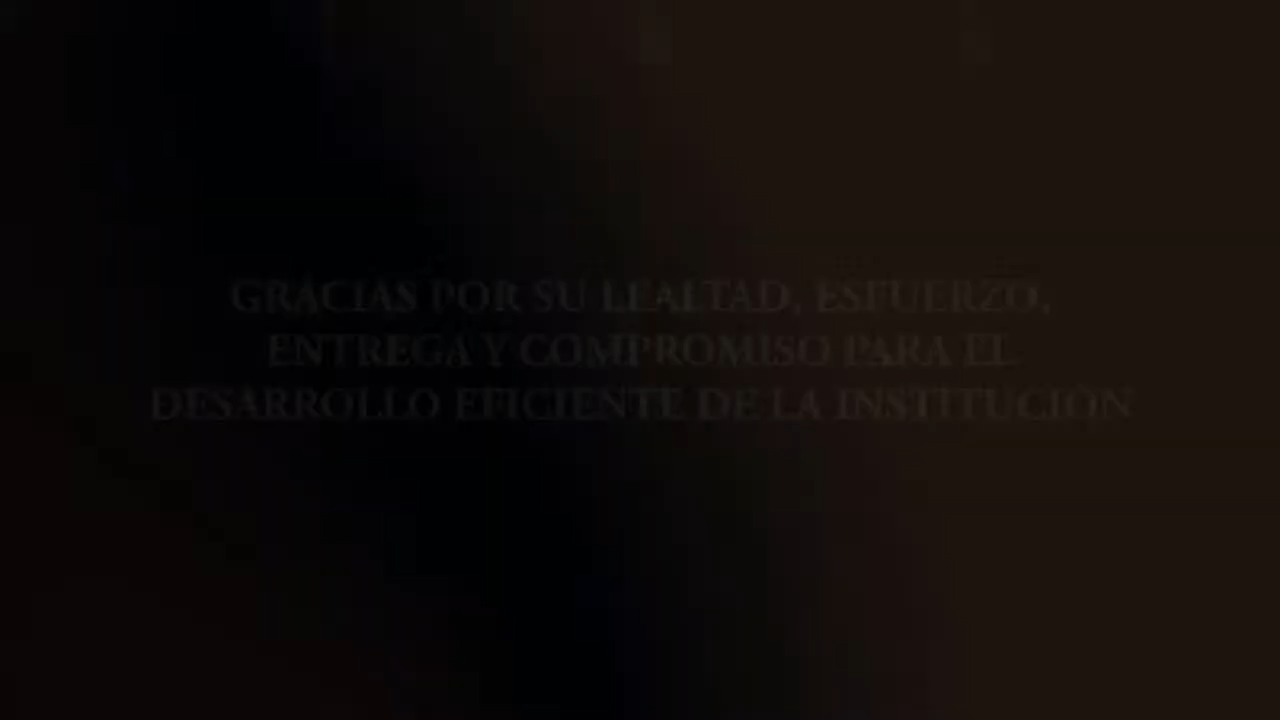 GRACIAS POR SU LEALTAD, ESFUERZO,
ENTREGA Y COMPROMISO PARA EL
DESARROLLO EFICIENTE DE LA INSTITUCIÓN